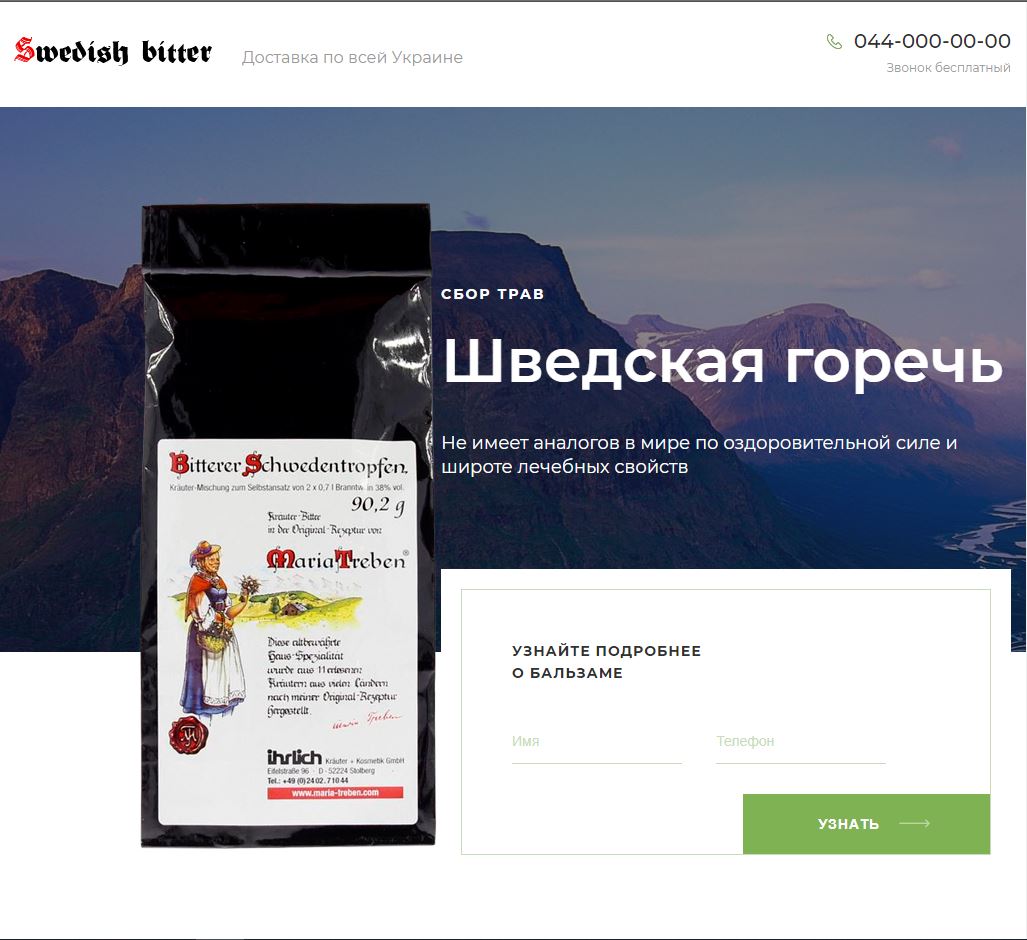 Swedish bitter
Доставка по всей Украине
044-000-00-00
Звонок бесплатный
СБОР ТРАВ
Шведская горечь
Не имеет аналогов в мире по оздоровительной силе и
широте лечебных свойств
Bitterer Schwedentropfen.
Kräuter-Mischung zum Selbstansatz von 2 x 0,7 l Branntw. in 38% vol.
90,2 g
Kräuter-Bitter
in der Original-Rezeptur von
Maria Treben®
Diese altbewährte
Haus-Spezialität
wurde aus 11 erlesenen
Kräutern aus vielen Ländern
nach meiner Original-Rezeptur
hergestellt.
Maria Treben
ihrlich Kräuter + Kosmetik GmbH
Eifelstraße 96 · D - 52224 Stolberg
Tel.: +49 (0) 24 02. 710 44
www.maria-treben.com
УЗНАЙТЕ ПОДРОБНЕЕ
О БАЛЬЗАМЕ
Имя
Телефон
УЗНАТЬ